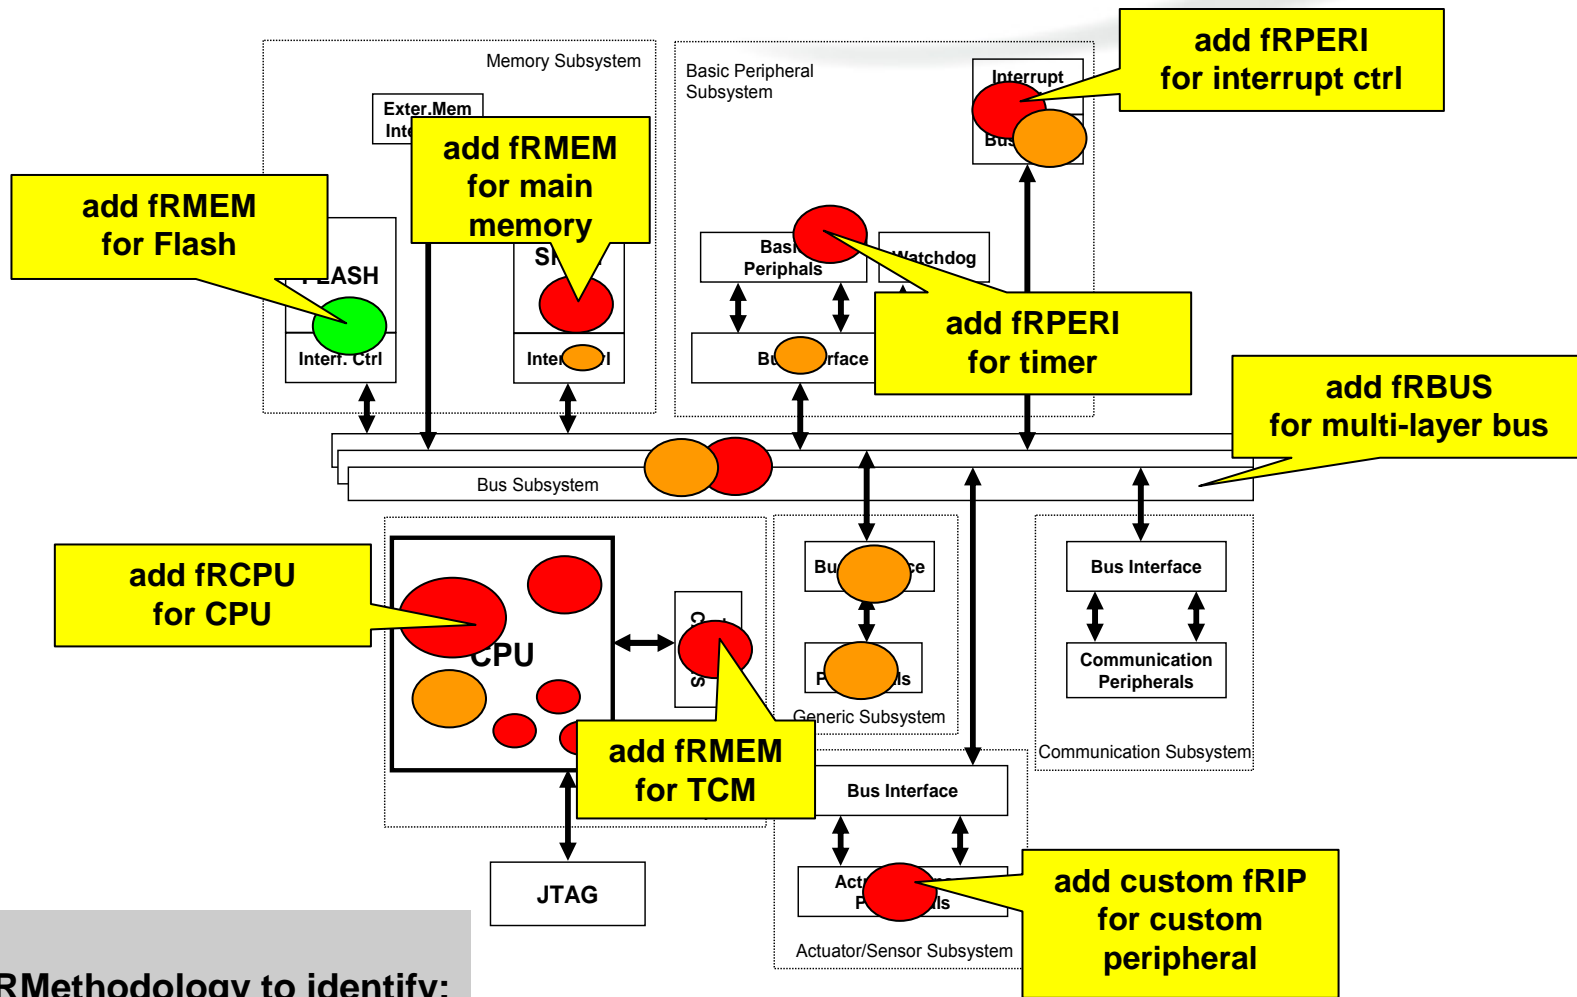 add fRPERI
for interrupt ctrl
Memory Subsystem
Basic Peripheral
Subsystem
Interrupt
Exter.Mem
add fRMEM
for main
memory
add fRMEM
for Flash
Watchdog
Periphals
add fRPERI
for timer
Interf. Ctrl
add fRBUS
for multi-layer bus
Bus Subsystem
add fRCPU
for CPU
CPU
Bus Interface
Communication
Peripherals
Generic Subsystem
Communication Subsystem
add fRMEM
for TCM
Bus Interface
JTAG
add custom fRIP
for custom
peripheral
Actuator/Sensor Subsystem
RMethodology to identify: